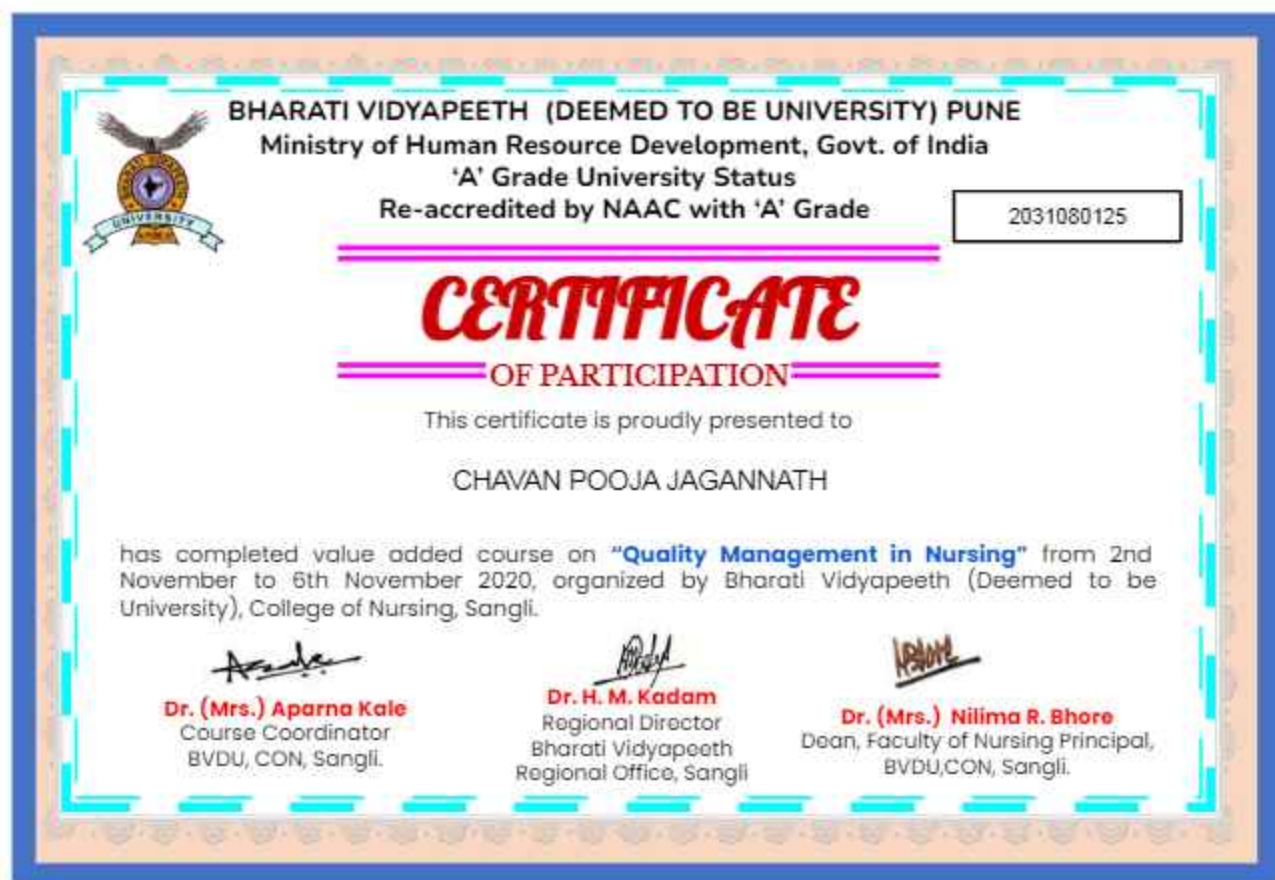 BHARATI VIDYAPEETH (DEEMED TO BE UNIVERSITY) PUNE
Ministry of Human Resource Development, Govt. of India
‘A’ Grade University Status
Re-accredited by NAAC with ‘A’ Grade
2031080125
BHARATI VIDYAPEETH
UNIVERSITY
CERTIFICATE
OF PARTICIPATION
This certificate is proudly presented to
CHAVAN POOJA JAGANNATH
has completed value added course on “Quality Management in Nursing” from 2nd
November to 6th November 2020, organized by Bharati Vidyapeeth (Deemed to be
University), College of Nursing, Sangli.
Dr. (Mrs.) Aparna Kale
Course Coordinator
BVDU, CON, Sangli.
Dr. H. M. Kadam
Regional Director
Bharati Vidyapeeth
Regional Office, Sangli
Dr. (Mrs.) Nilima R. Bhore
Dean, Faculty of Nursing Principal,
BVDU,CON, Sangli.